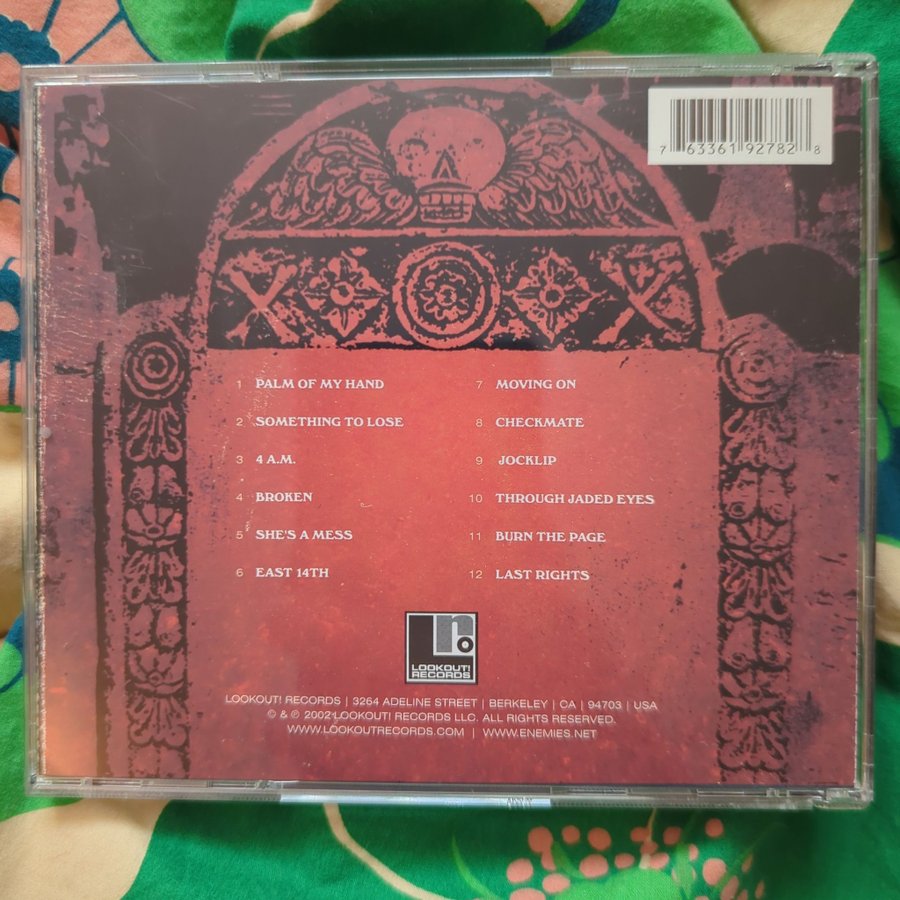 7 63361 92782 8
1 PALM OF MY HAND
2 SOMETHING TO LOSE
3 4 A.M.
4 BROKEN
5 SHE'S A MESS
6 EAST 14TH
7 MOVING ON
8 CHECKMATE
9 JOCKLIP
10 THROUGH JADED EYES
11 BURN THE PAGE
12 LAST RIGHTS
lr.
LOOKOUT!
RECORDS
LOOKOUT! RECORDS | 3264 ADELINE STREET | BERKELEY | CA | 94703 | USA
© & ℗ 2002 LOOKOUT! RECORDS LLC. ALL RIGHTS RESERVED.
WWW.LOOKOUTRECORDS.COM | WWW.ENEMIES.NET